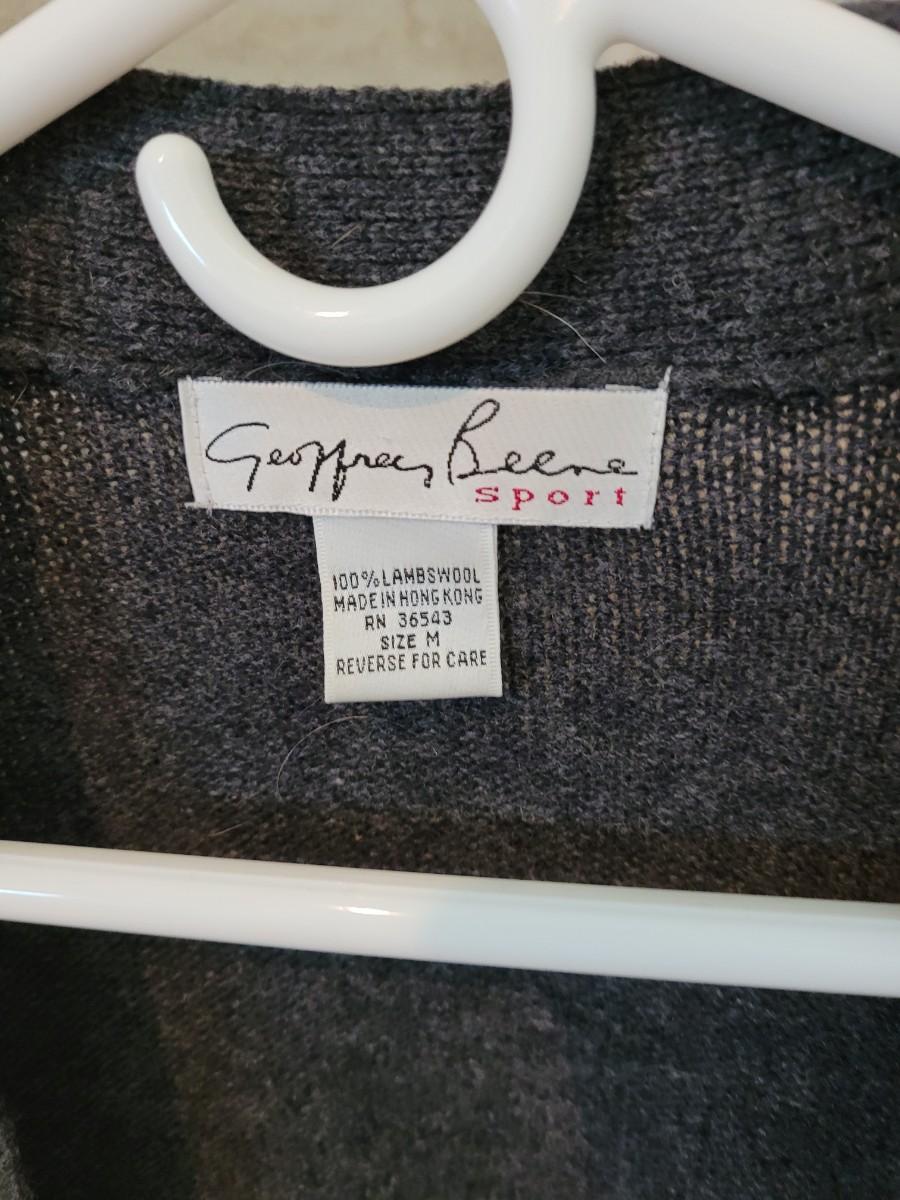 Geoffrey Beene
sport
100% LAMBSWOOL
MADE IN HONG KONG
RN 36543
SIZE M
REVERSE FOR CARE